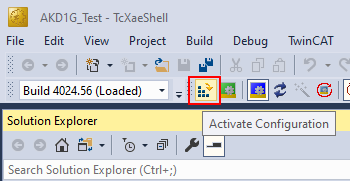 AKD1G_Test - TcXaeShell
File Edit View Project Build Debug TwinCAT
Build 4024.56 (Loaded)
Solution Explorer
Activate Configuration
Search Solution Explorer (Ctrl+;)